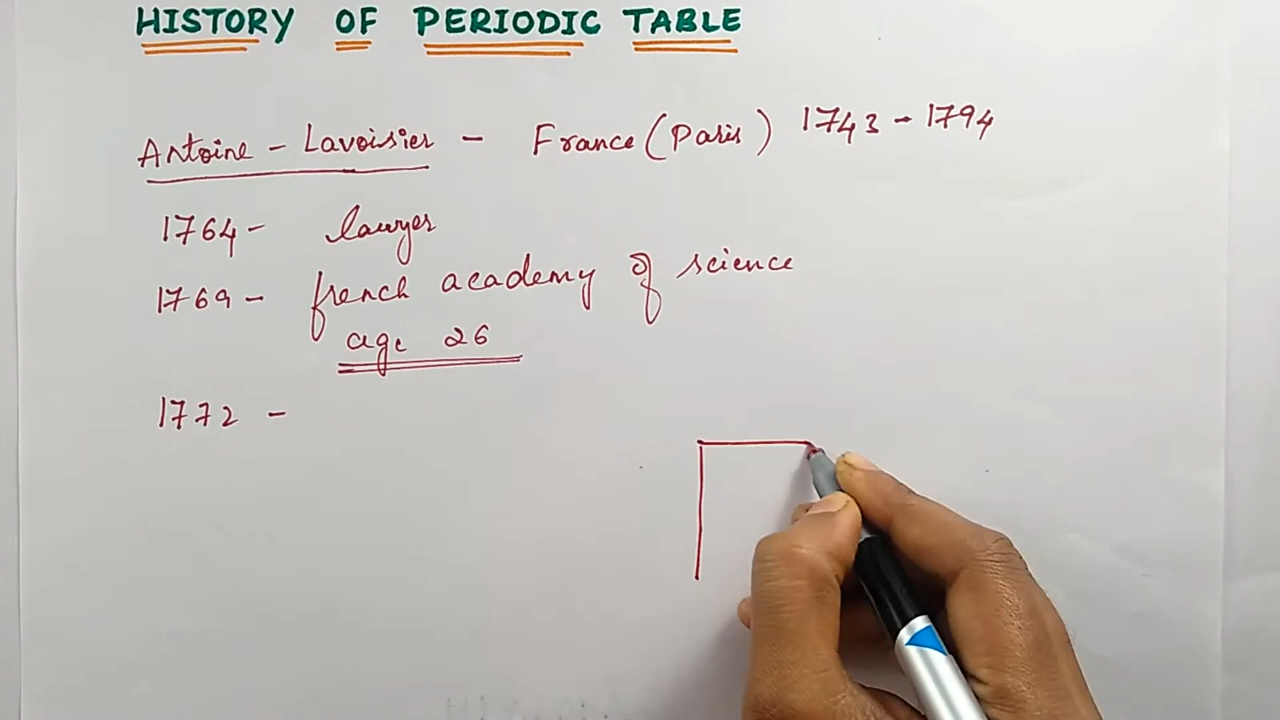 HISTORY OF PERIODIC TABLE
Antoine - Lavoisier - France (Paris) 1743 - 1794
1764 - lawyer
1769 - french academy of science
age 26
1772 -